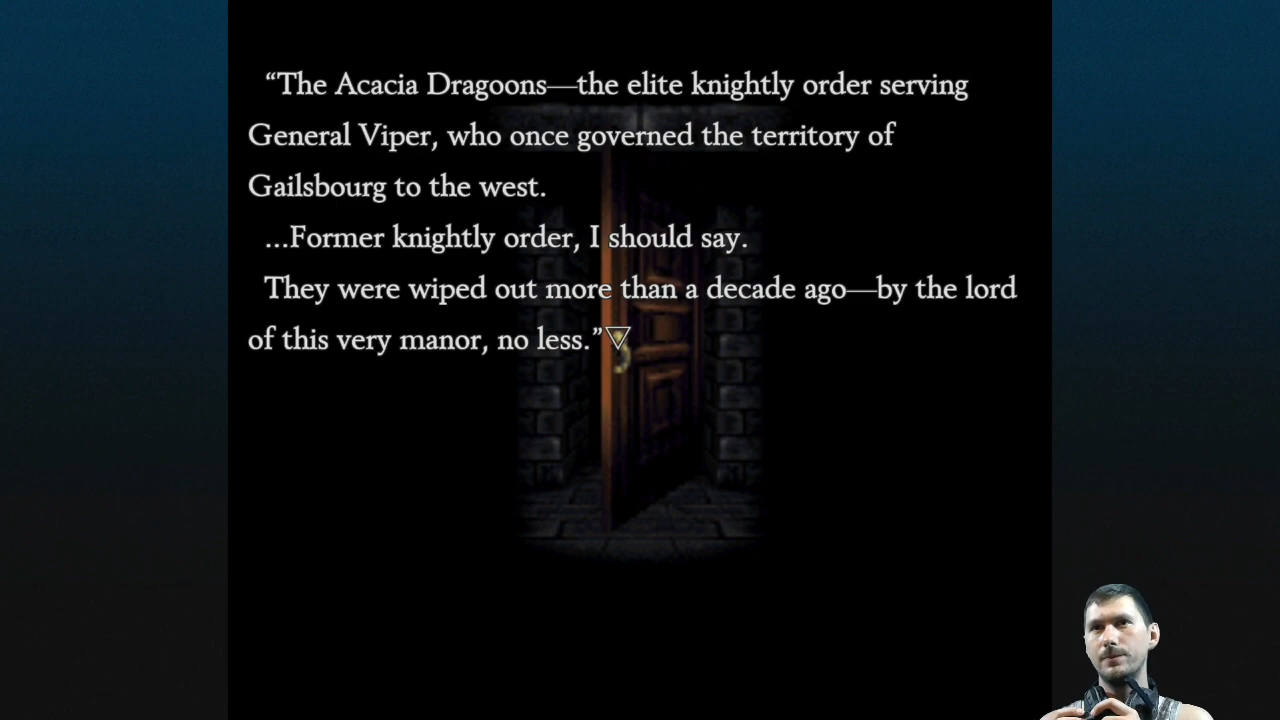 “The Acacia Dragoons—the elite knightly order serving
General Viper, who once governed the territory of
Gailsbourg to the west.
…Former knightly order, I should say.
They were wiped out more than a decade ago—by the lord
of this very manor, no less.”